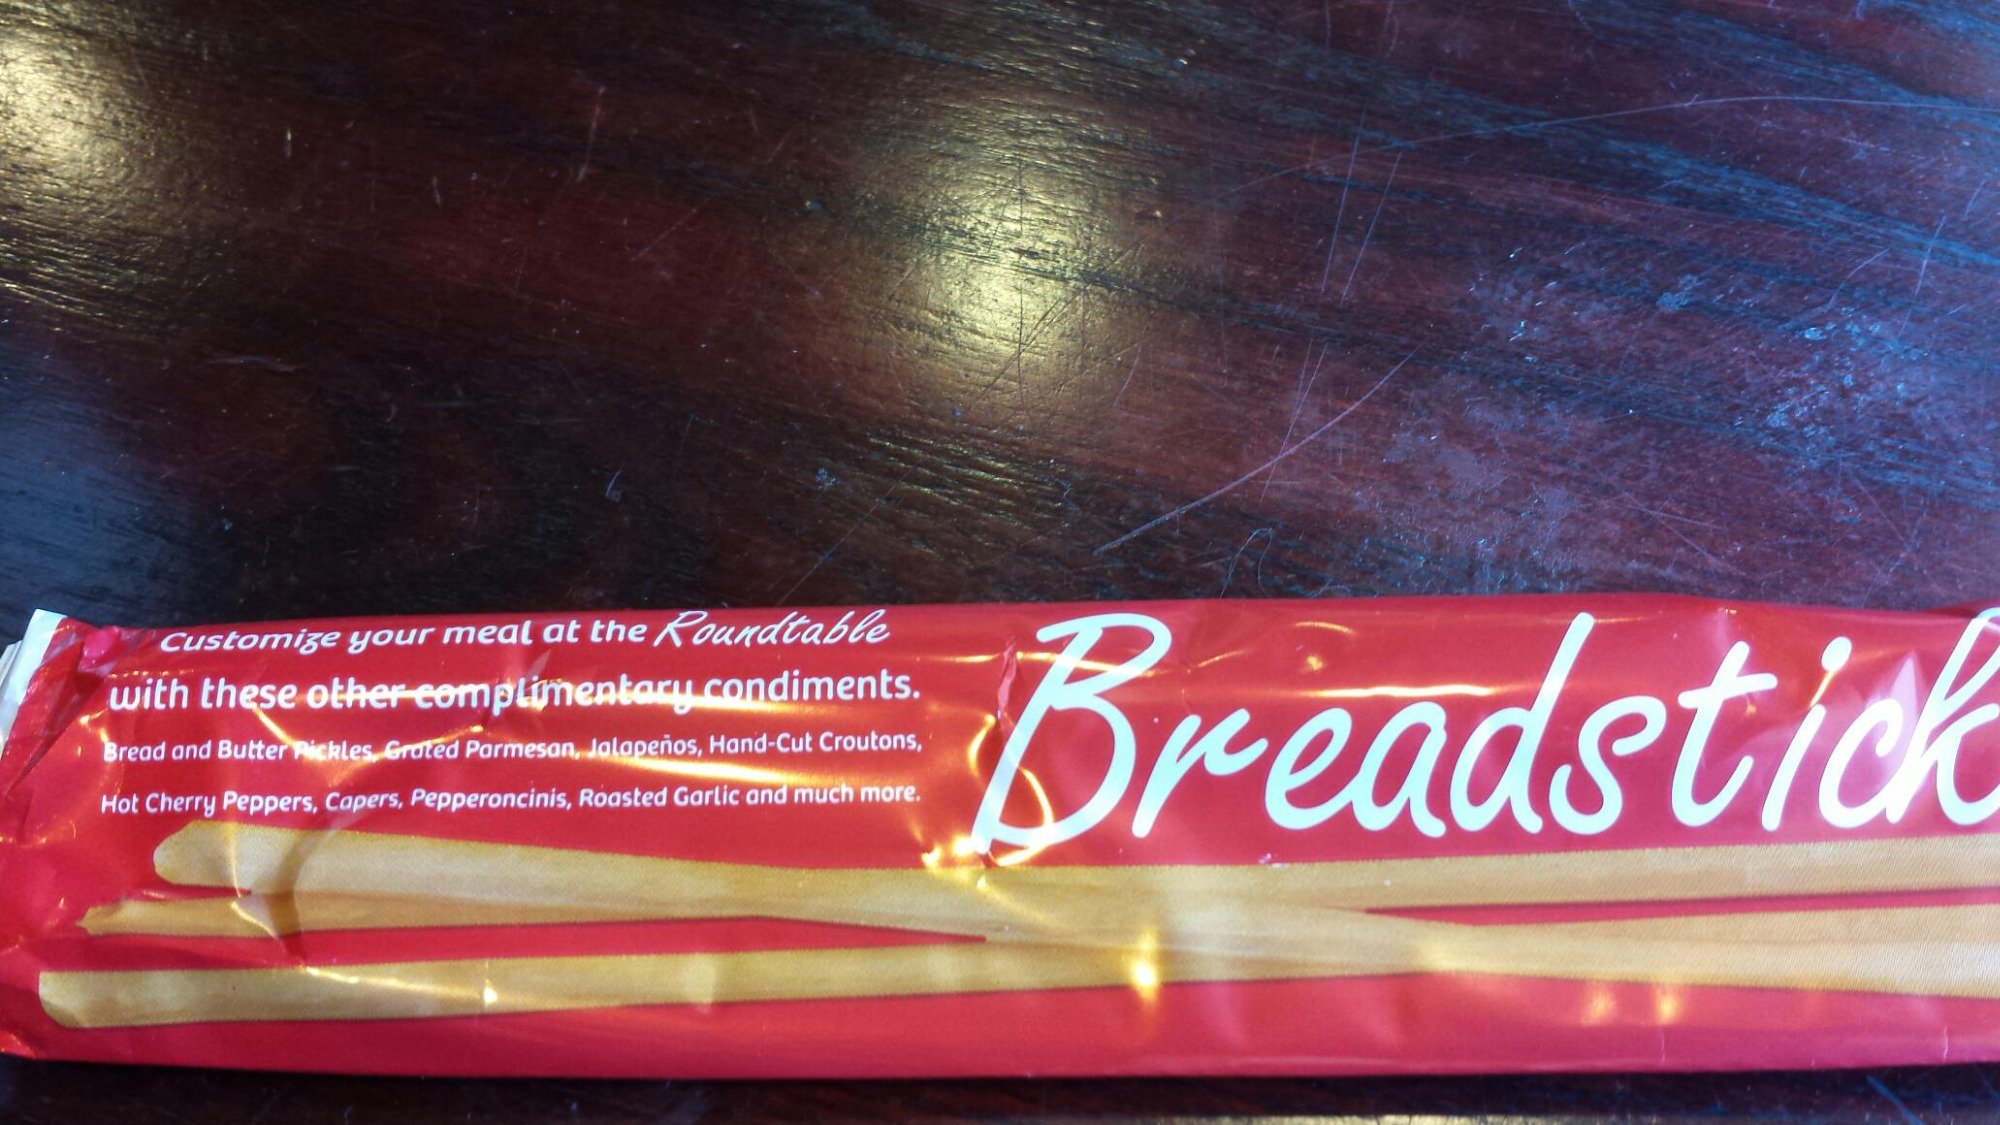 Customize your meal at the Roundtable
with these other complimentary condiments.
Bread and Butter Pickles, Grated Parmesan, Jalapeños, Hand-Cut Croutons,
Hot Cherry Peppers, Capers, Pepperoncinis, Roasted Garlic and much more.
Breadstick